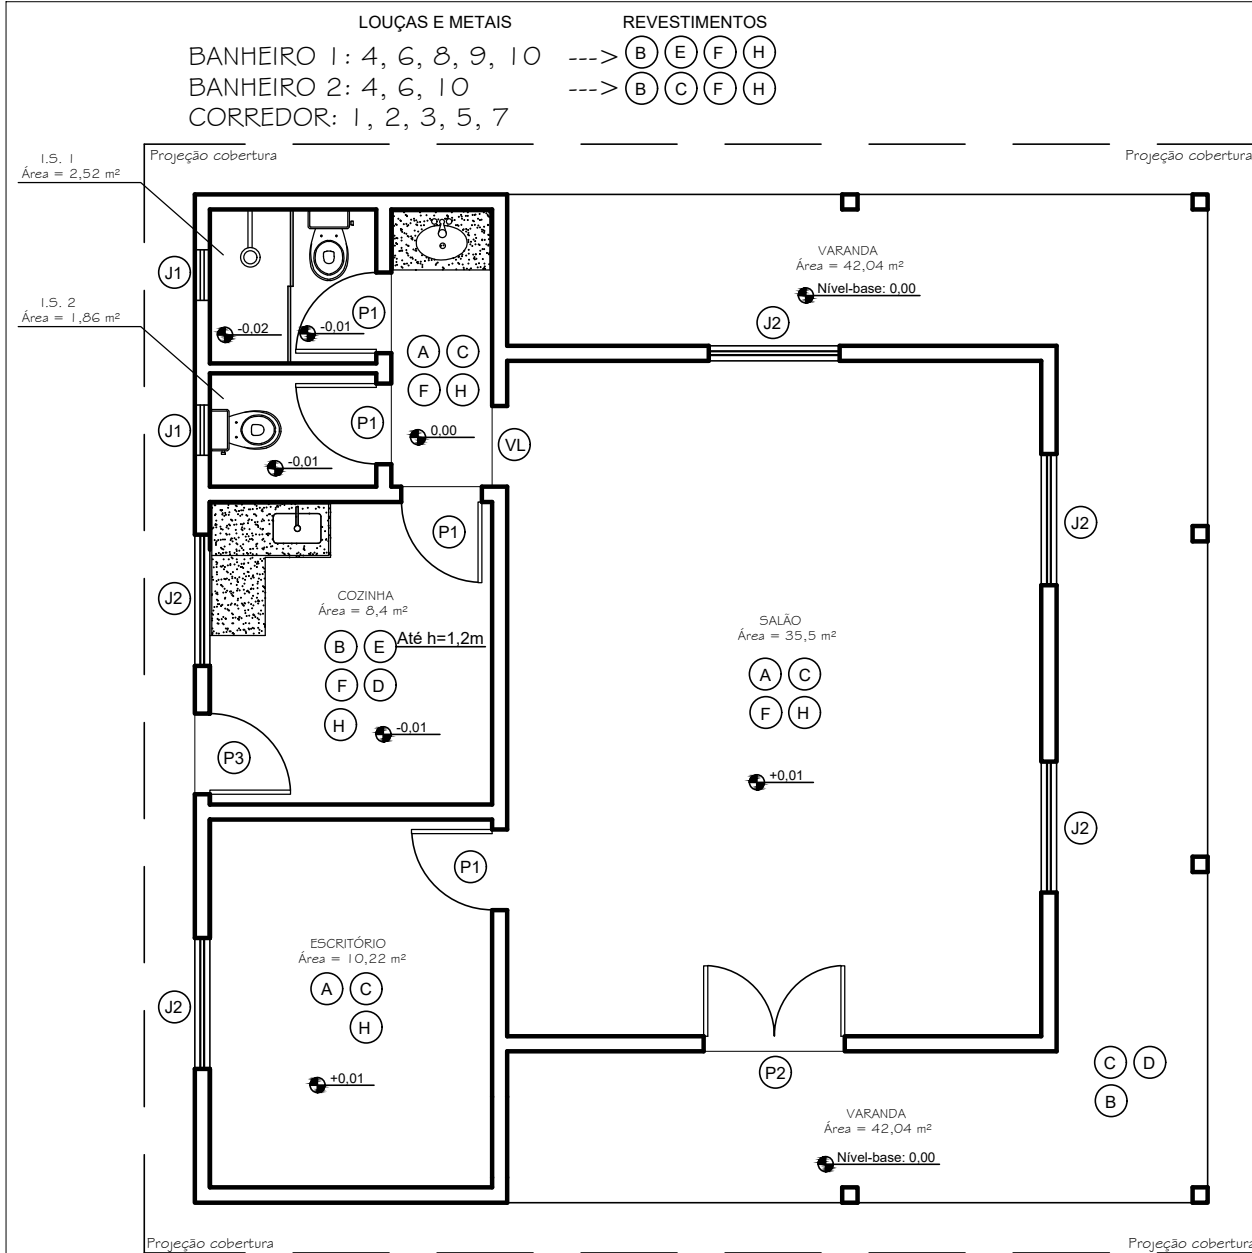 LOUÇAS E METAIS REVESTIMENTOS
BANHEIRO 1: 4, 6, 8, 9, 10 ---> B E F H
BANHEIRO 2: 4, 6, 10 ---> B C F H
CORREDOR: 1, 2, 3, 5, 7
Projeção cobertura Projeção cobertura
I.S. 1
Área = 2,52 m²
VARANDA
Área = 42,04 m²
J1
Nível-base: 0,00
I.S. 2
Área = 1,86 m²
P1
J2
-0,02 -0,01
A C
F H
P1
J1
0,00
VL
-0,01
J2
P1
J2
COZINHA
Área = 8,4 m²
SALÃO
Área = 35,5 m²
B E Até h=1,2m
F D
H
A C
F H
-0,01
P3
+0,01
J2
P1
ESCRITÓRIO
Área = 10,22 m²
A C
H
J2
+0,01
P2
C D
B
VARANDA
Área = 42,04 m²
Nível-base: 0,00
Projeção cobertura Projeção cobertura